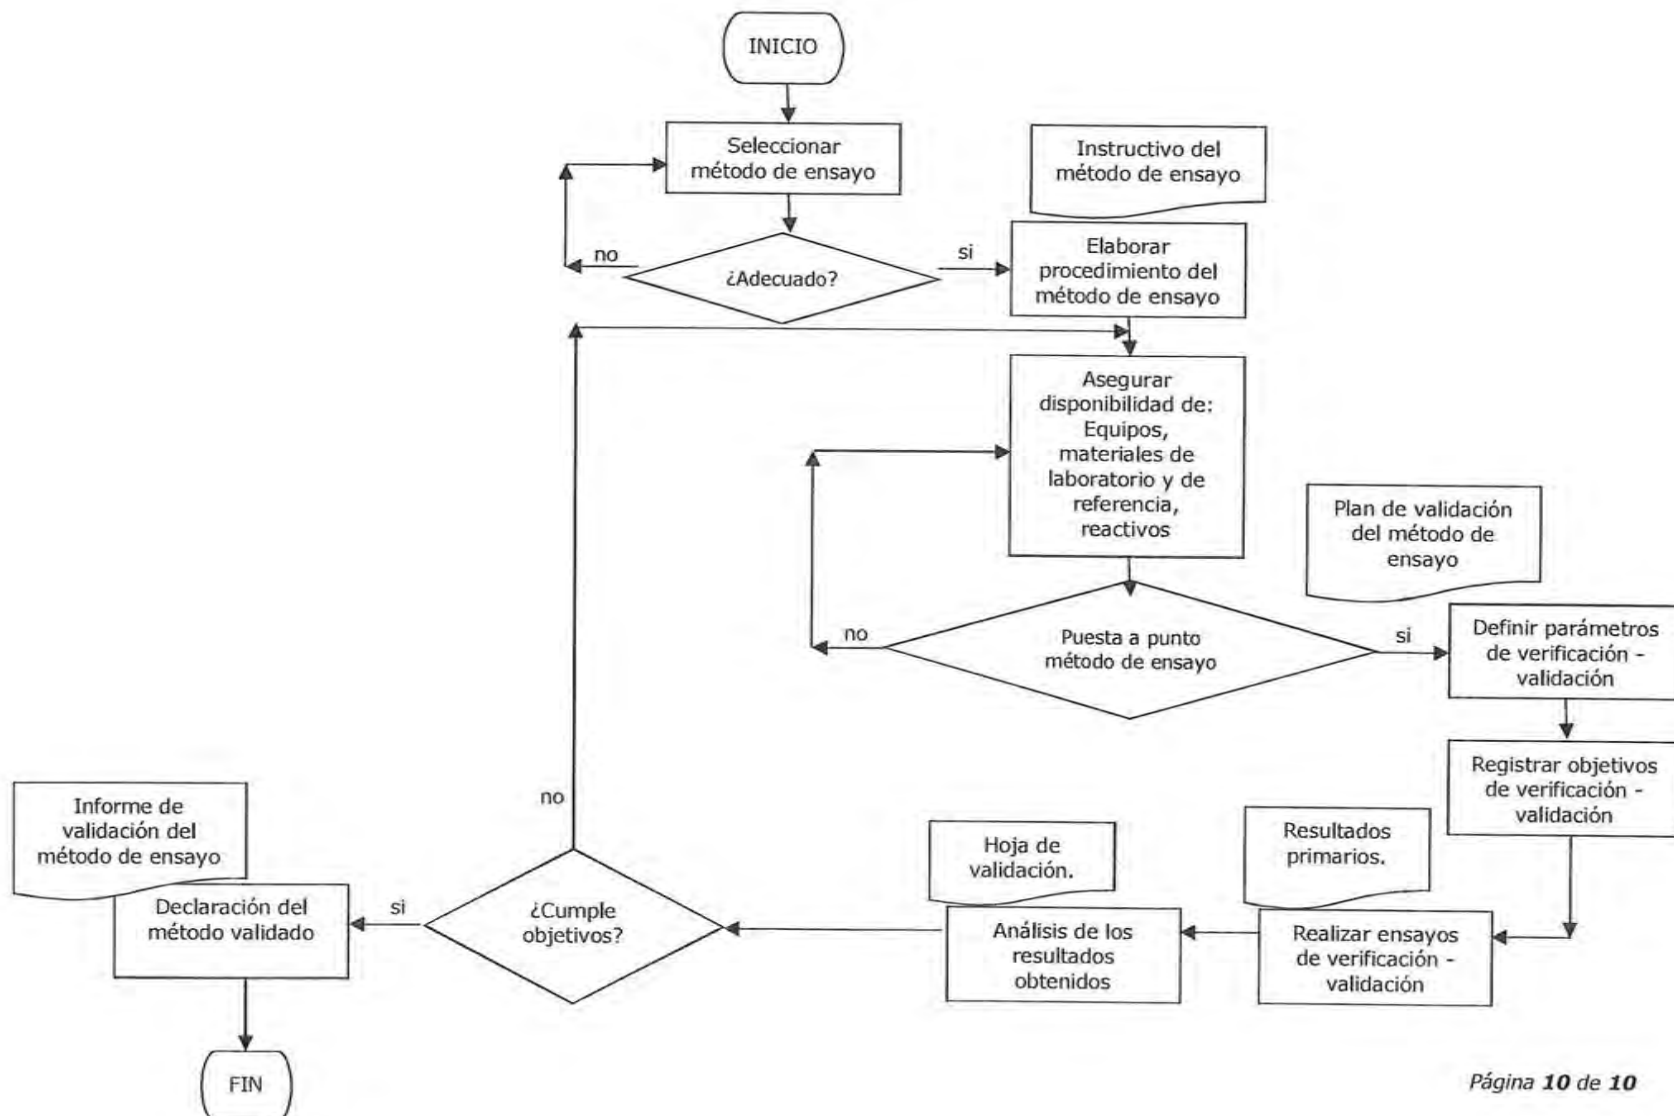 INICIO
Seleccionar
método de ensayo
Instructivo del
método de ensayo
no
¿Adecuado?
si
Elaborar
procedimiento del
método de ensayo
Asegurar
disponibilidad de:
Equipos,
materiales de
laboratorio y de
referencia,
reactivos
Plan de validación
del método de
ensayo
no
Puesta a punto
método de ensayo
si
Definir parámetros
de verificación -
validación
Registrar objetivos
de verificación -
validación
Resultados
primarios.
Realizar ensayos
de verificación -
validación
Hoja de
validación.
Análisis de los
resultados
obtenidos
no
¿Cumple
objetivos?
si
Informe de
validación del
método de ensayo
Declaración del
método validado
FIN
Página 10 de 10